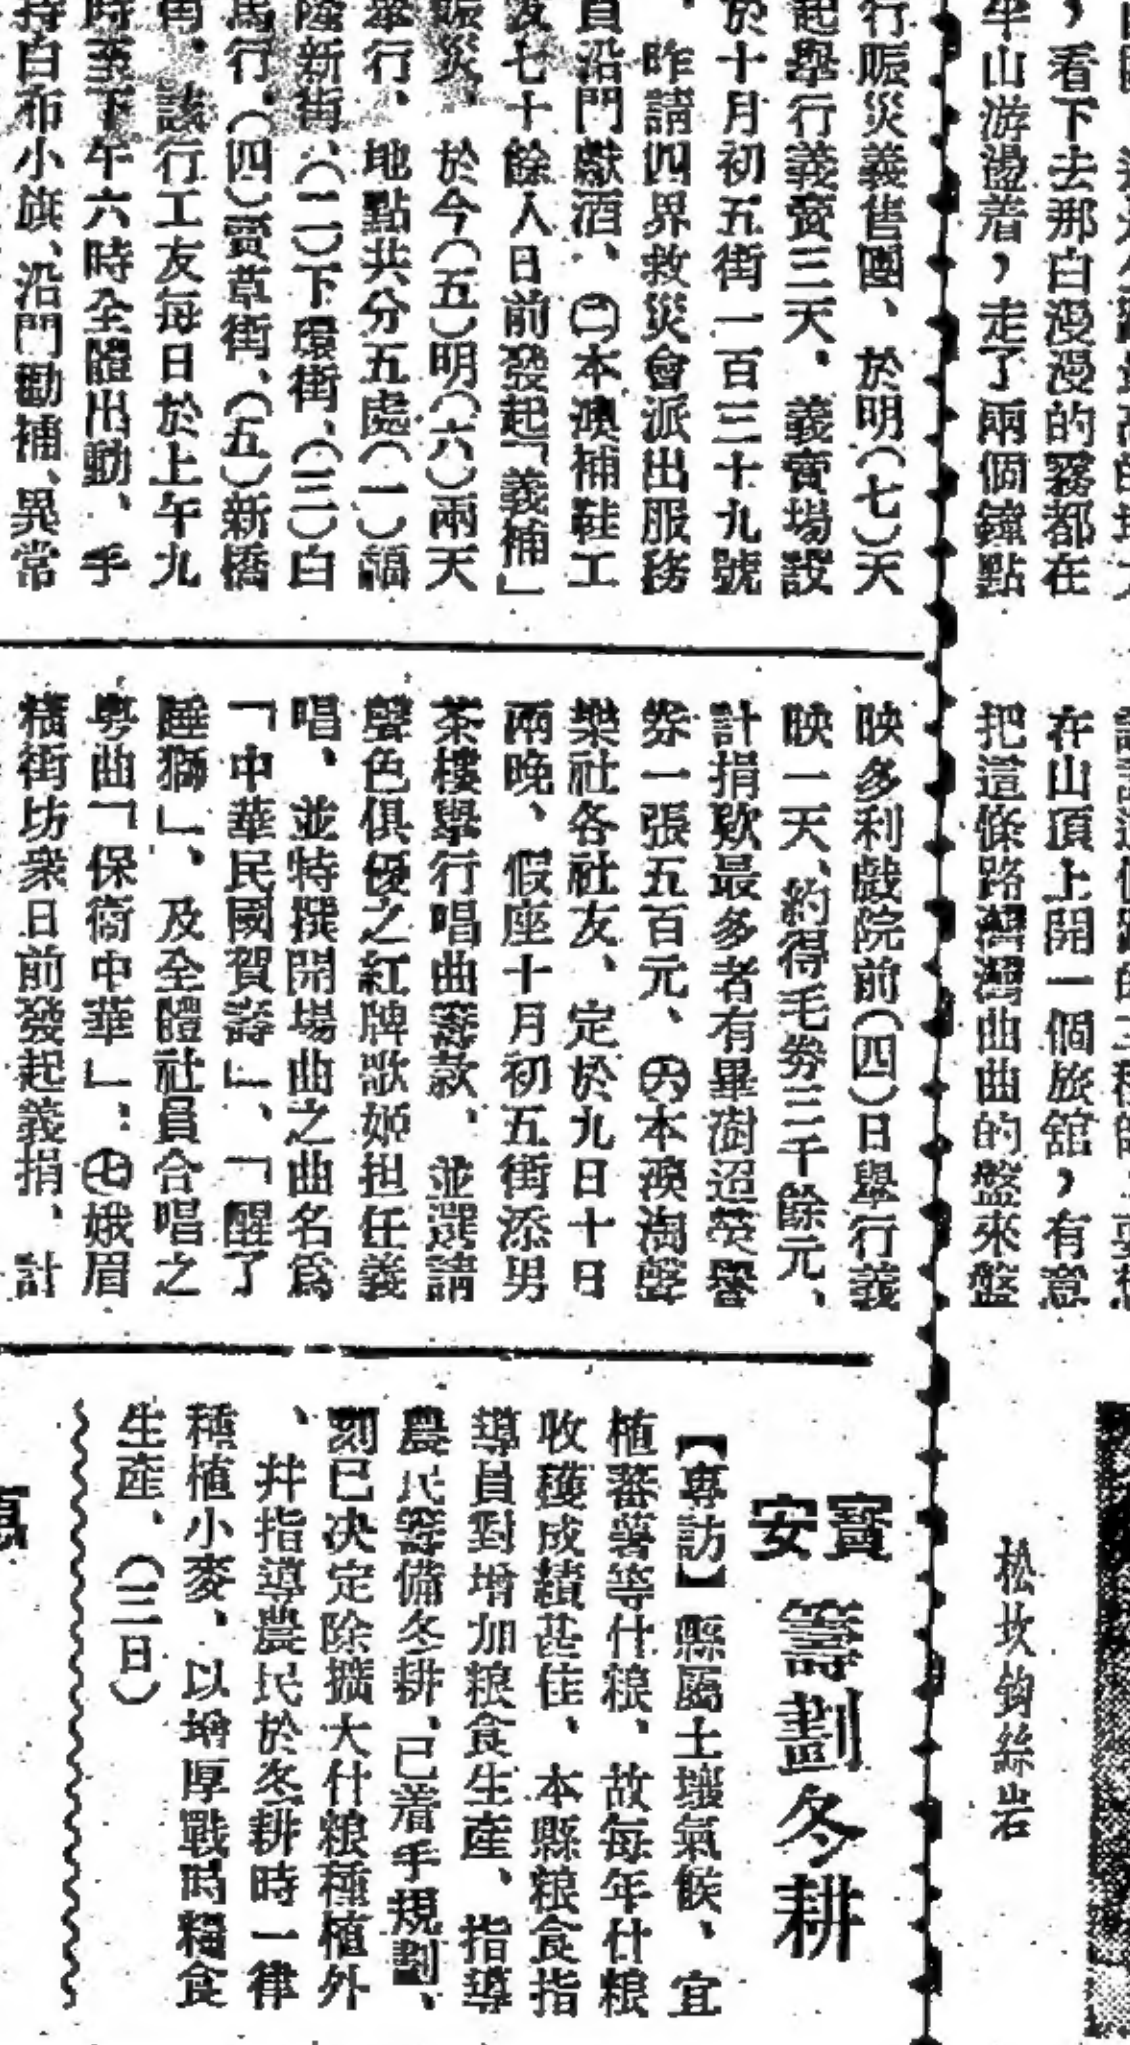 ，看下去那白漫漫的霧都在
半山游盪着，走了兩個鐘點
在山頂上開一個旅舘，有意
把這條路彎彎曲曲的盤來盤
松坎鈎絲岩
行賑災義售團、於明（七）天
起舉行義賣三天、義賣場設
於十月初五街一百三十九號
、昨請四界救災會派出服務
員沿門獻酒、㊁本澳補鞋工
友七十餘人日前發起「義補」
賑災、於今（五）明（六）兩天
舉行、地點共分五處（一）福
隆新街、（二）下環街、（三）白
馬行、（四）賣草街、（五）新橋
、該行工友每日於上午九
時至下午六時全體出動、手
持白布小旗、沿門勸補、異常
映多利戲院前（四）日舉行義
映一天、約得毛券三千餘元、
計捐欵最多者有畢澍沼英譽
券一張五百元、㊅本澳濤聲
樂社各社友、定於九日十日
兩晚、假座十月初五街添男
茶樓舉行唱曲籌款、並選請
聲色俱優之紅牌歌姬担任義
唱、並特撰開場曲之曲名爲
「中華民國賀壽」、「醒了
睡獅」、及全體社員合唱之
粵曲「保衛中華」；㊆娥眉
橫街坊衆日前發起義捐、計
寶安
籌劃冬耕
【專訪】縣屬土壤氣候、宜
植蕃薯等什粮、故每年什粮
收穫成績甚佳、本縣粮食指
導員對增加粮食生產、指導
農民籌備冬耕、已着手規劃、
刻已決定除擴大什粮種植外
、幷指導農民於冬耕時一律
種植小麥、以增厚戰時糧食
生產、（三日）